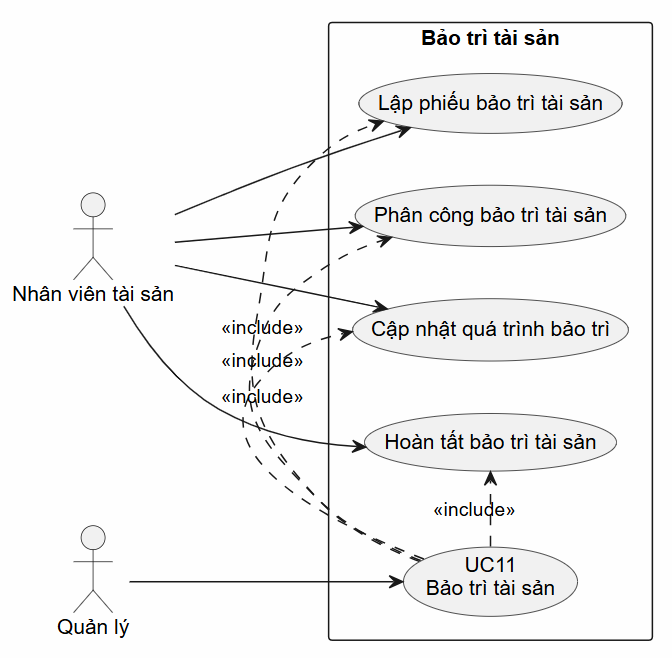 Bảo trì tài sản
Lập phiếu bảo trì tài sản
Phân công bảo trì tài sản
Nhân viên tài sản
«include»
Cập nhật quá trình bảo trì
«include»
«include»
Hoàn tất bảo trì tài sản
«include»
UC11
Bảo trì tài sản
Quản lý